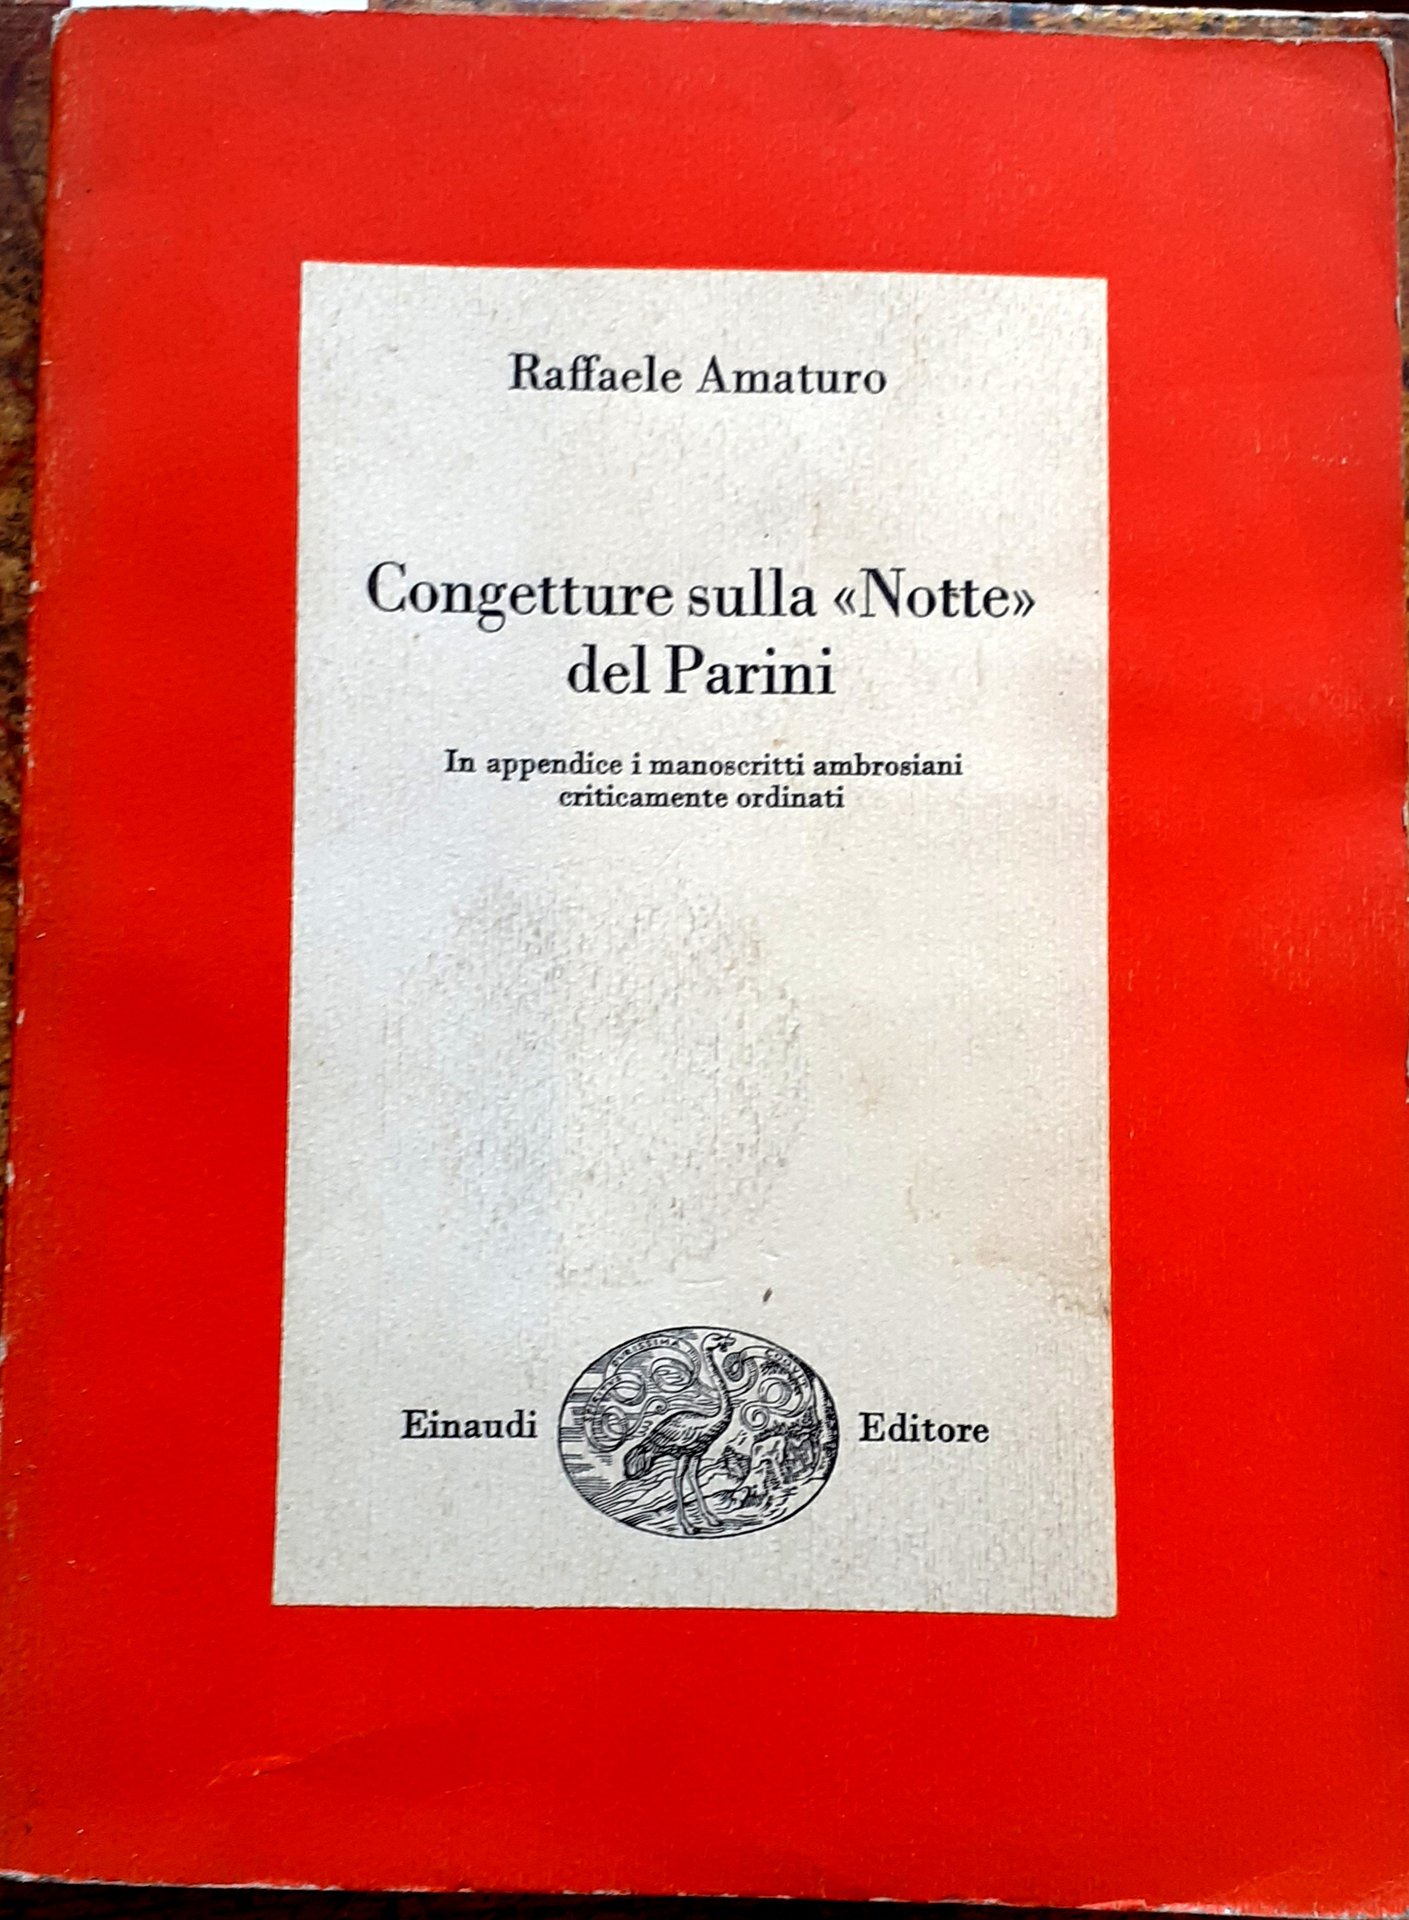 Raffaele Amaturo
Congetture sulla «Notte»
del Parini
In appendice i manoscritti ambrosiani
criticamente ordinati
Einaudi
Editore